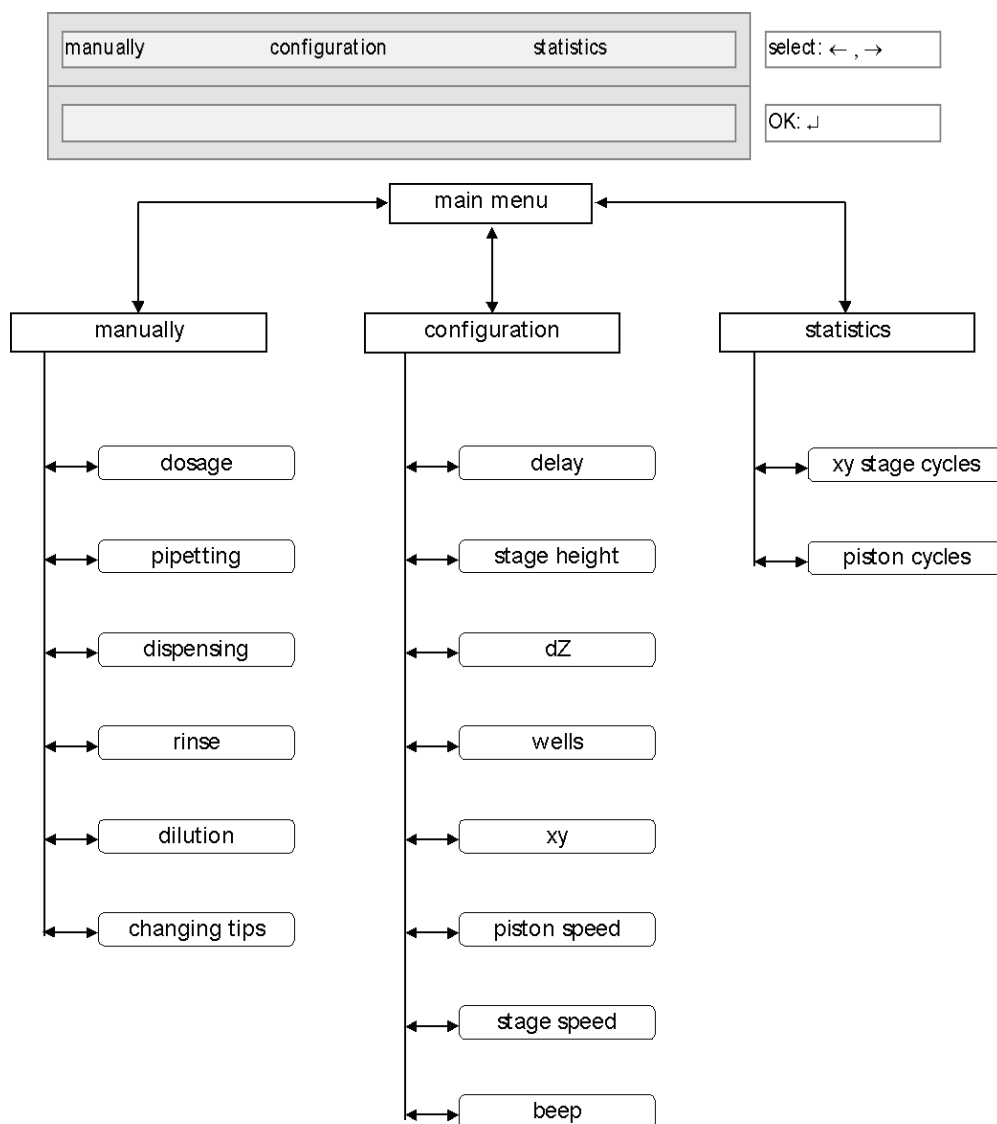 manually configuration statistics
select: ← , →
OK: ↵
main menu
manually
configuration
statistics
dosage
delay
xy stage cycles
pipetting
stage height
piston cycles
dispensing
dZ
rinse
wells
dilution
xy
changing tips
piston speed
stage speed
beep